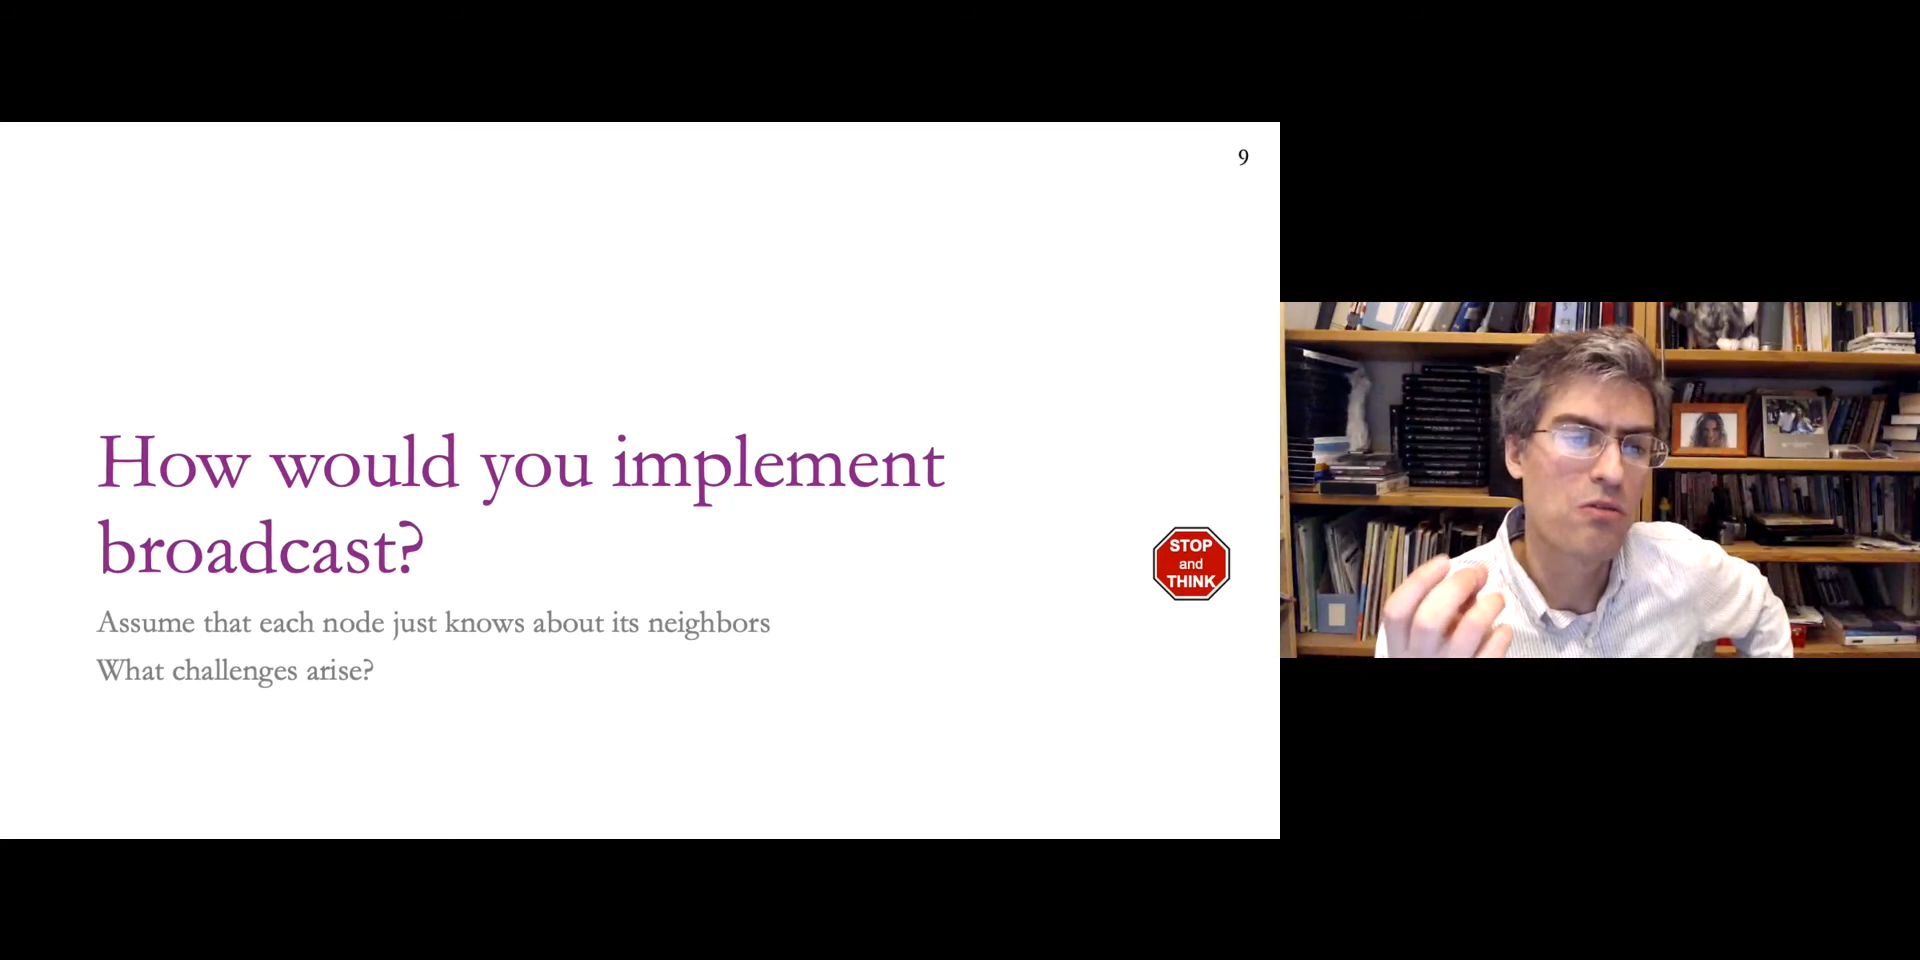 9
How would you implement
broadcast?
STOP
and
THINK
Assume that each node just knows about its neighbors
What challenges arise?